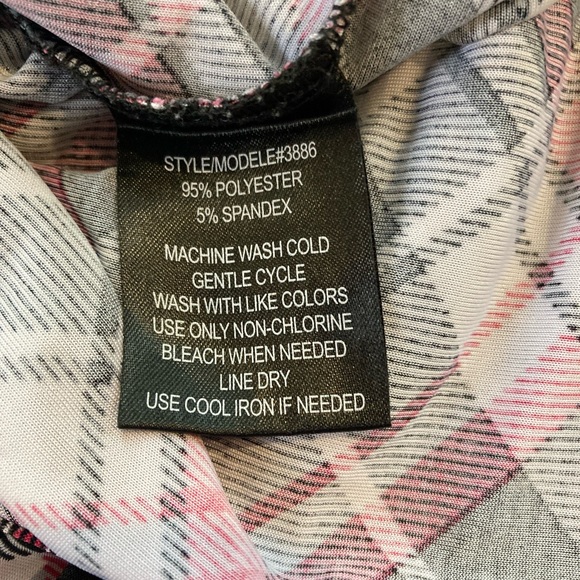 STYLE/MODELE#3886
95% POLYESTER
5% SPANDEX
MACHINE WASH COLD
GENTLE CYCLE
WASH WITH LIKE COLORS
USE ONLY NON-CHLORINE
BLEACH WHEN NEEDED
LINE DRY
USE COOL IRON IF NEEDED